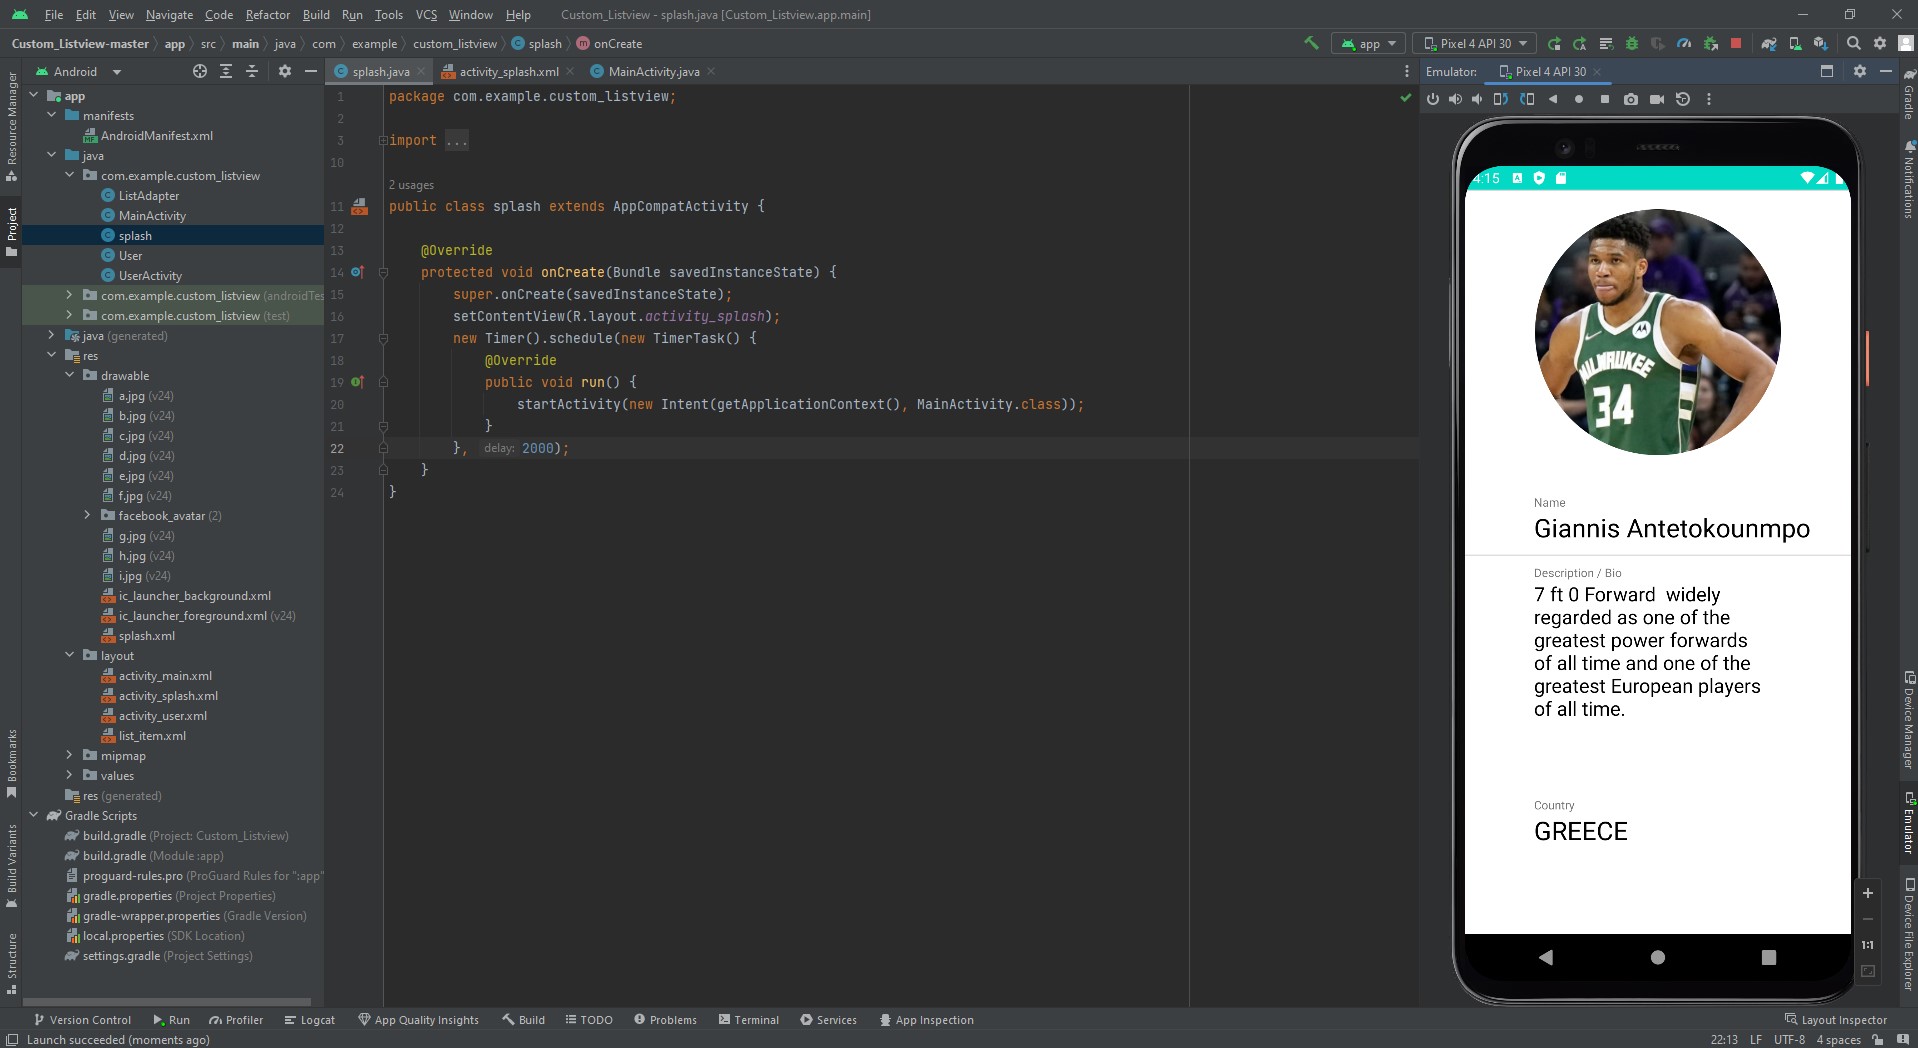 File Edit View Navigate Code Refactor Build Run Tools VCS Window Help Custom_Listview - splash.java [Custom_Listview.app.main]
Custom_Listview-master app src main java com example custom_listview splash onCreate app Pixel 4 API 30
Android splash.java activity_splash.xml MainActivity.java Emulator: Pixel 4 API 30
Resource Manager
Project
Bookmarks
Build Variants
Structure
app
manifests
AndroidManifest.xml
java
com.example.custom_listview
ListAdapter
MainActivity
splash
User
UserActivity
com.example.custom_listview (androidTes
com.example.custom_listview (test)
java (generated)
res
drawable
a.jpg (v24)
b.jpg (v24)
c.jpg (v24)
d.jpg (v24)
e.jpg (v24)
f.jpg (v24)
facebook_avatar (2)
g.jpg (v24)
h.jpg (v24)
i.jpg (v24)
ic_launcher_background.xml
ic_launcher_foreground.xml (v24)
splash.xml
layout
activity_main.xml
activity_splash.xml
activity_user.xml
list_item.xml
mipmap
values
res (generated)
Gradle Scripts
build.gradle (Project: Custom_Listview)
build.gradle (Module :app)
proguard-rules.pro (ProGuard Rules for ":app"
gradle.properties (Project Properties)
gradle-wrapper.properties (Gradle Version)
local.properties (SDK Location)
settings.gradle (Project Settings)
1 package com.example.custom_listview;
2
3 import ...
10
2 usages
11 public class splash extends AppCompatActivity {
12
13 @Override
14 protected void onCreate(Bundle savedInstanceState) {
15 super.onCreate(savedInstanceState);
16 setContentView(R.layout.activity_splash);
17 new Timer().schedule(new TimerTask() {
18 @Override
19 public void run() {
20 startActivity(new Intent(getApplicationContext(), MainActivity.class));
21 }
22 }, delay: 2000);
23 }
24 }
4:15
MILWAUKEE
34
Name
Giannis Antetokounmpo
Description / Bio
7 ft 0 Forward  widely
regarded as one of the
greatest power forwards
of all time and one of the
greatest European players
of all time.
Country
GREECE
1:1
Gradle
Notifications
Device Manager
Emulator
Device File Explorer
Version Control Run Profiler Logcat App Quality Insights Build TODO Problems Terminal Services App Inspection Layout Inspector
Launch succeeded (moments ago) 22:13 LF UTF-8 4 spaces